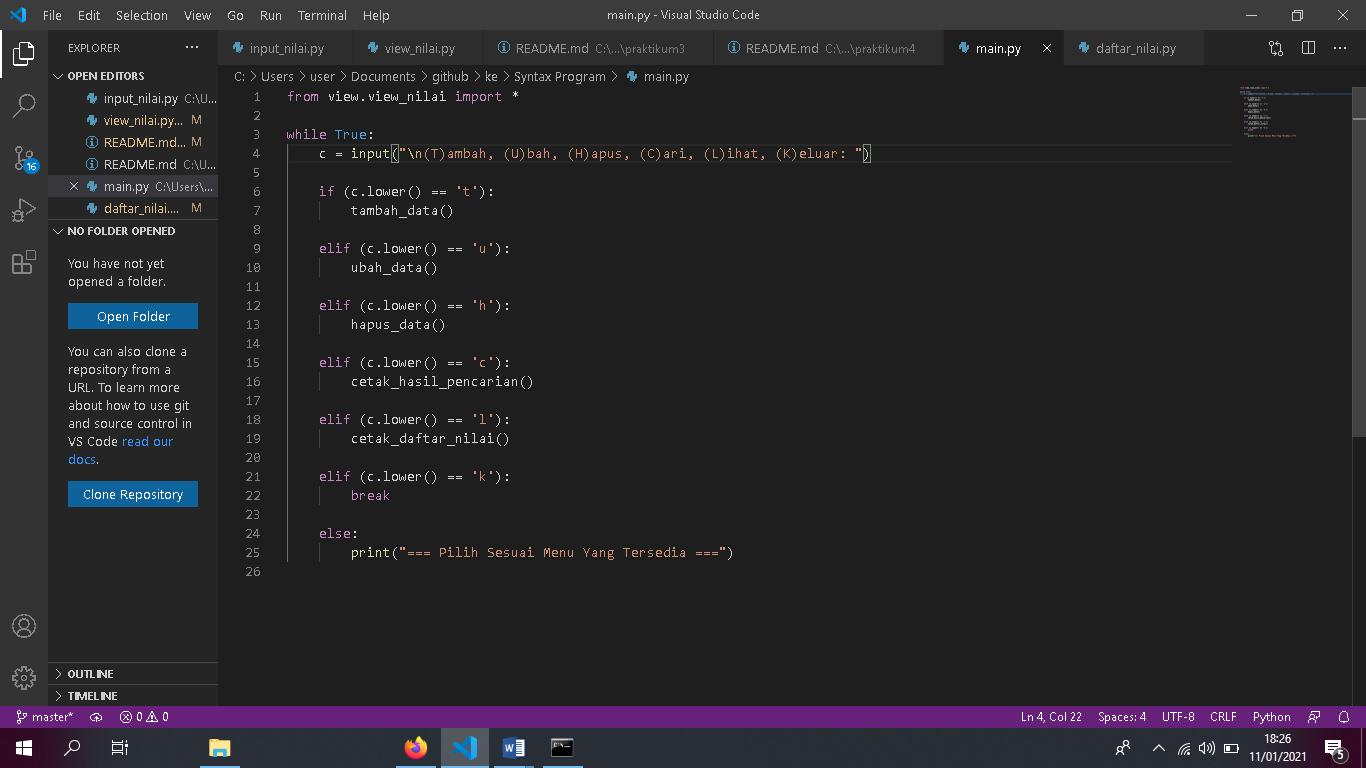 File Edit Selection View Go Run Terminal Help
main.py - Visual Studio Code
EXPLORER
input_nilai.py
view_nilai.py
README.md C:\...\praktikum3
README.md C:\...\praktikum4
main.py
daftar_nilai.py
OPEN EDITORS
input_nilai.py C:\U...
view_nilai.py... M
README.md... M
README.md C:\U...
main.py C:\Users\...
daftar_nilai.... M
NO FOLDER OPENED
You have not yet
opened a folder.
Open Folder
You can also clone a
repository from a
URL. To learn more
about how to use git
and source control in
VS Code read our
docs.
Clone Repository
OUTLINE
TIMELINE
16
C: > Users > user > Documents > github > ke > Syntax Program > main.py
1 from view.view_nilai import *
2
3 while True:
4 c = input("\n(T)ambah, (U)bah, (H)apus, (C)ari, (L)ihat, (K)eluar: ")
5
6 if (c.lower() == 't'):
7 tambah_data()
8
9 elif (c.lower() == 'u'):
10 ubah_data()
11
12 elif (c.lower() == 'h'):
13 hapus_data()
14
15 elif (c.lower() == 'c'):
16 cetak_hasil_pencarian()
17
18 elif (c.lower() == 'l'):
19 cetak_daftar_nilai()
20
21 elif (c.lower() == 'k'):
22 break
23
24 else:
25 print("=== Pilih Sesuai Menu Yang Tersedia ===")
26
master* 0 0
Ln 4, Col 22 Spaces: 4 UTF-8 CRLF Python
18:26
11/01/2021
5